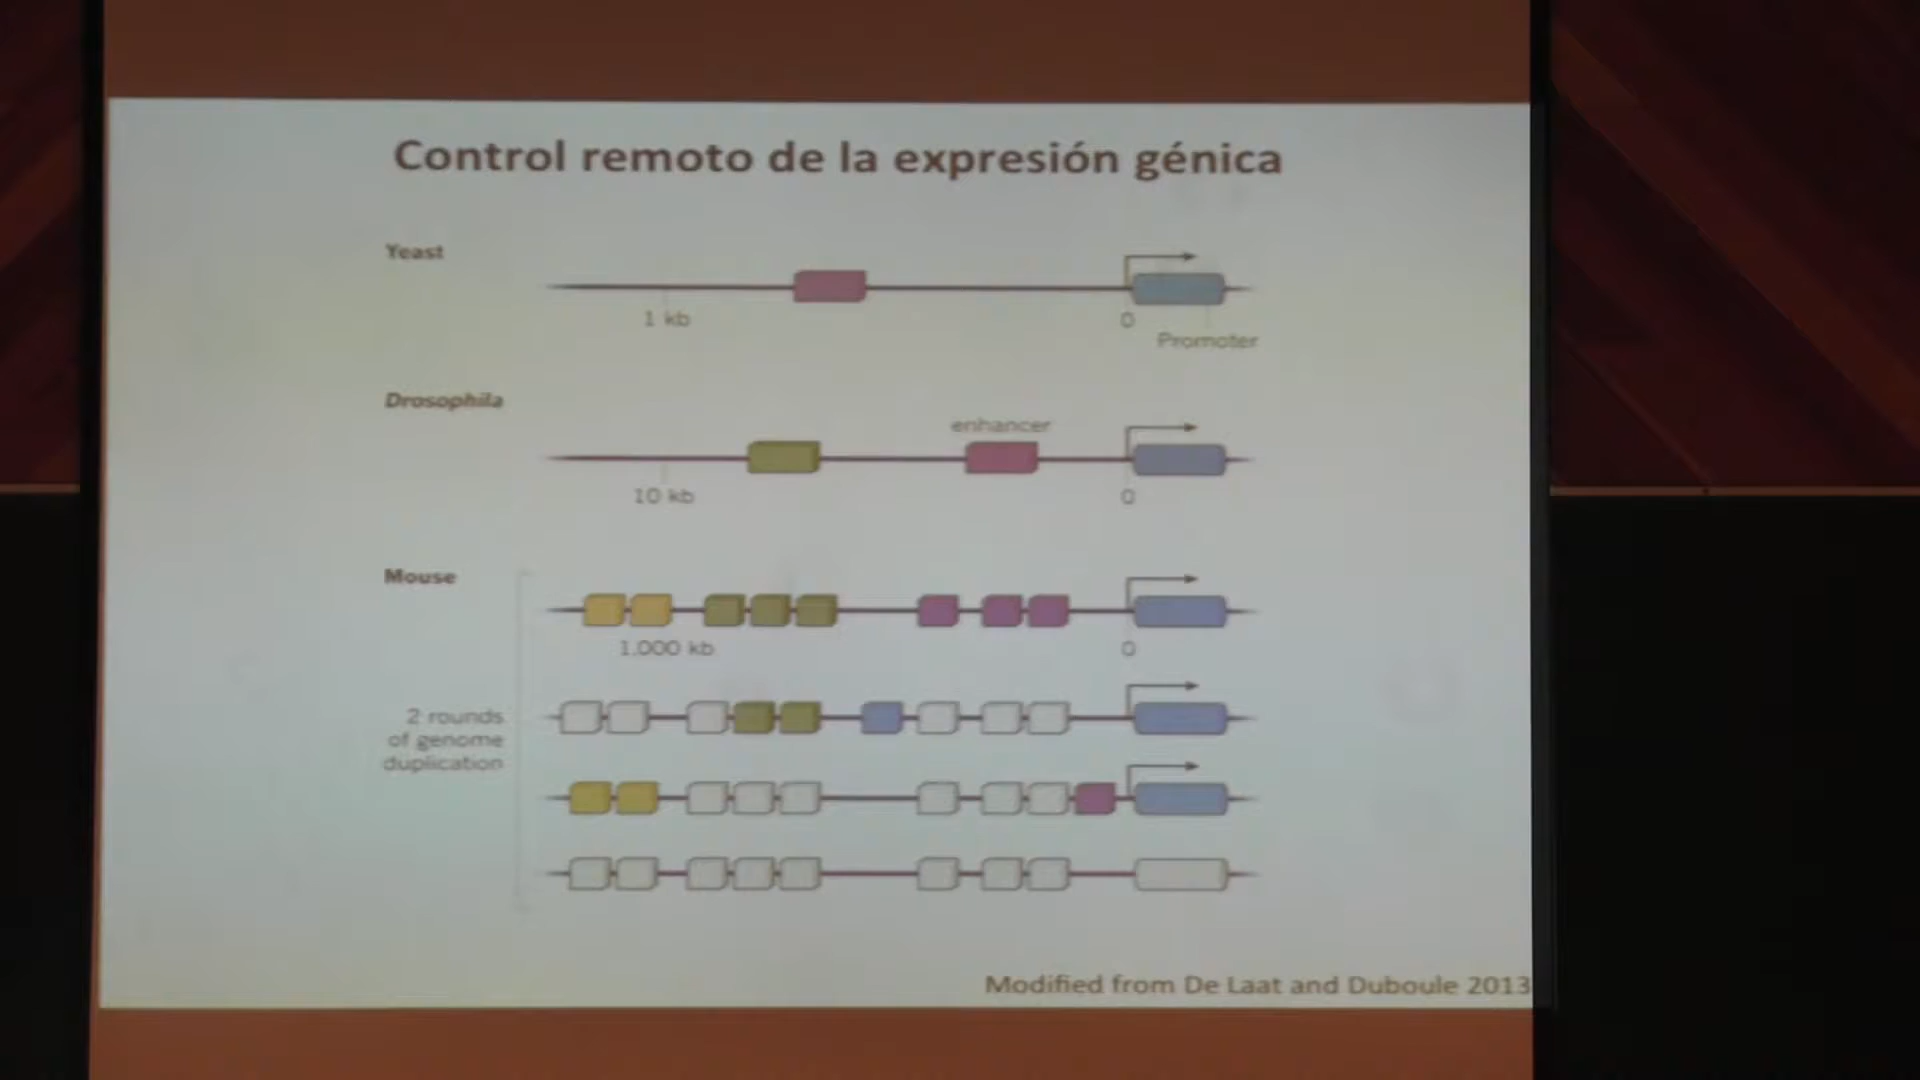 Control remoto de la expresión génica
Yeast
1 kb
0
Promoter
Drosophila
enhancer
10 kb
0
Mouse
1,000 kb
0
2 rounds
of genome
duplication
Modified from De Laat and Duboule 2013